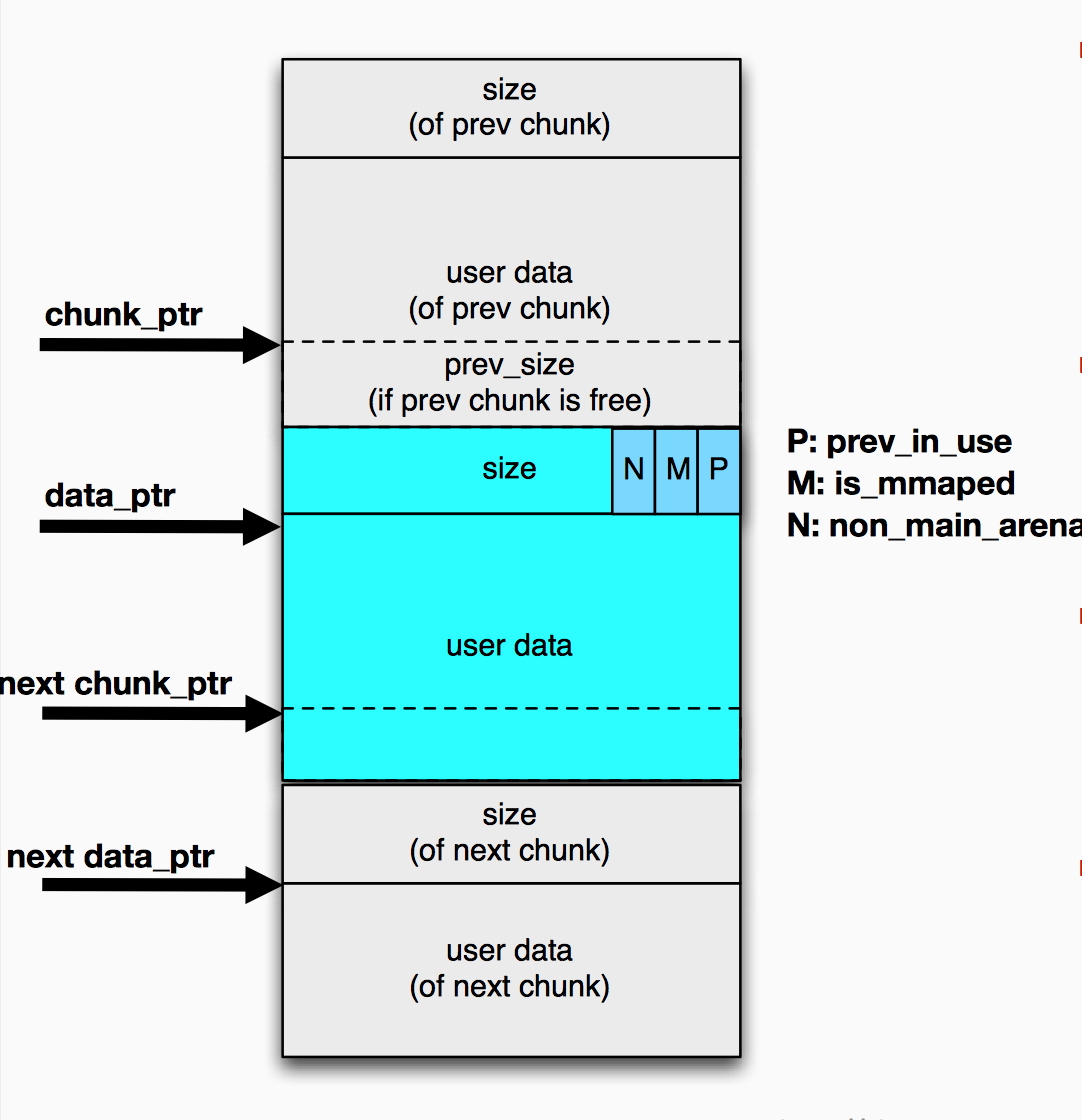 size
(of prev chunk)
user data
(of prev chunk)
chunk_ptr
prev_size
(if prev chunk is free)
size
N
M
P
P: prev_in_use
M: is_mmaped
N: non_main_arena
data_ptr
user data
next chunk_ptr
size
(of next chunk)
next data_ptr
user data
(of next chunk)